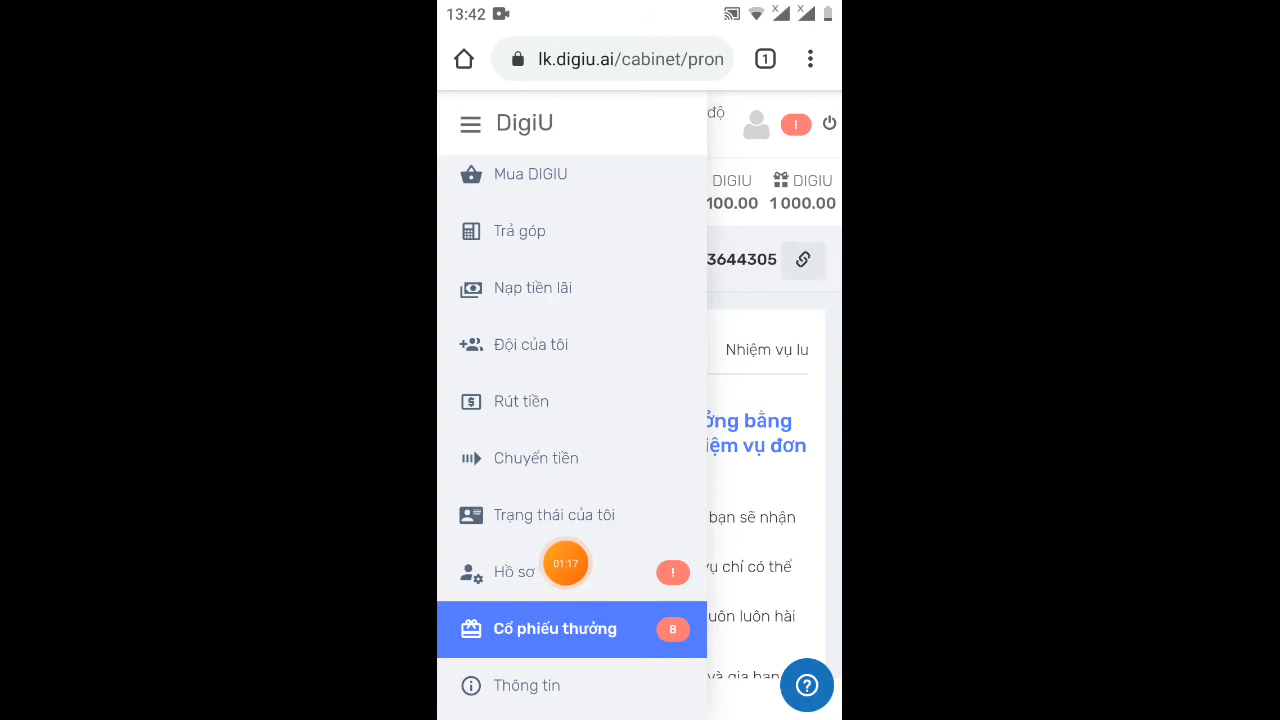 13:42
lk.digiu.ai/cabinet/pron
1
DigiU
độ
!
Mua DIGIU
DIGIU
DIGIU
100.00
1 000.00
Trả góp
3644305
Nạp tiền lãi
Đội của tôi
Nhiệm vụ lu
Rút tiền
ởng bằng
iệm vụ đơn
Chuyển tiền
Trạng thái của tôi
bạn sẽ nhận
01:17
Hồ sơ
!
vụ chỉ có thể
Cổ phiếu thưởng
8
uôn luôn hài
Thông tin
và gia hạn